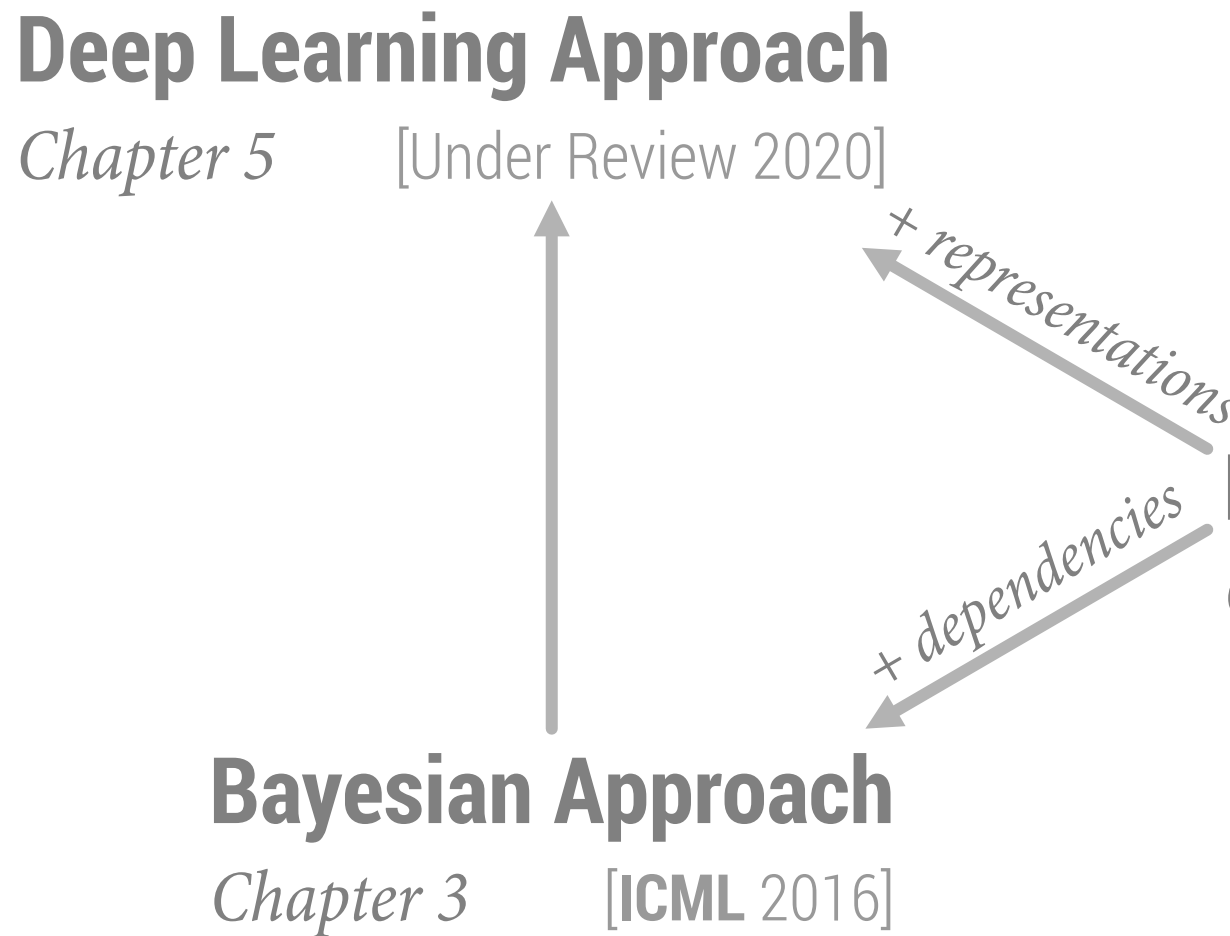 Deep Learning Approach
Chapter 5 [Under Review 2020]
+ representations
+ dependencies
Bayesian Approach
Chapter 3 [ICML 2016]